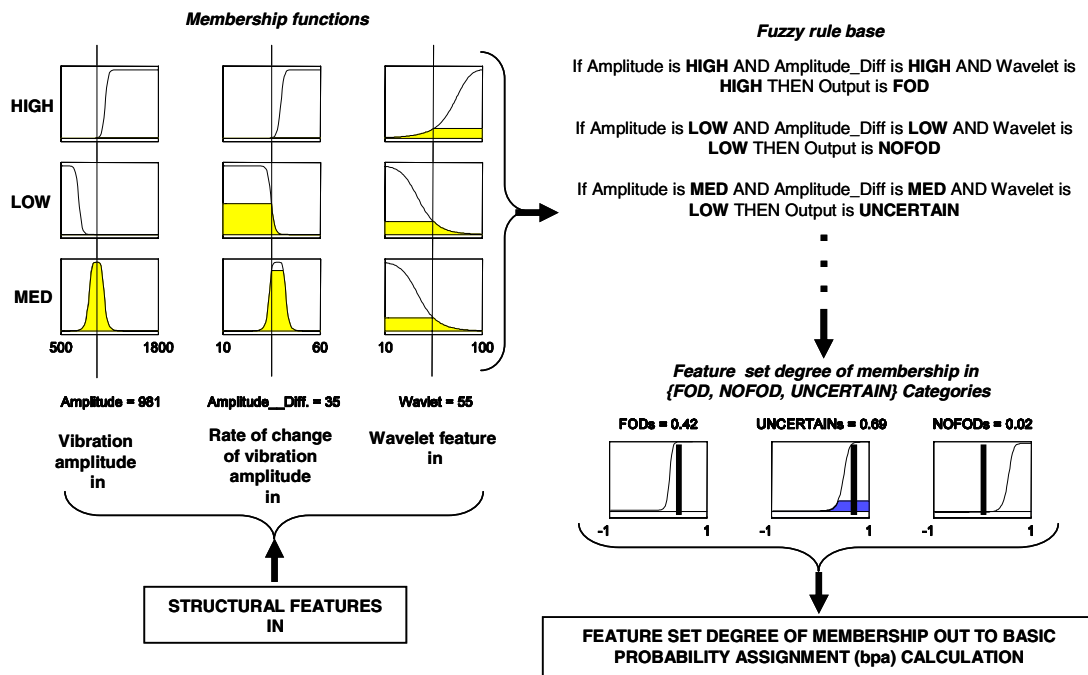 Membership functions
HIGH
LOW
MED
500
1800
10
60
10
100
Amplitude = 981
Amplitude__Diff. = 35
Wavlet = 55
Vibration
amplitude
in
Rate of change
of vibration
amplitude
in
Wavelet feature
in
STRUCTURAL FEATURES
IN
Fuzzy rule base
If Amplitude is HIGH AND Amplitude_Diff is HIGH AND Wavelet is
HIGH THEN Output is FOD
If Amplitude is LOW AND Amplitude_Diff is LOW AND Wavelet is
LOW THEN Output is NOFOD
If Amplitude is MED AND Amplitude_Diff is MED AND Wavelet is
LOW THEN Output is UNCERTAIN
Feature set degree of membership in
{FOD, NOFOD, UNCERTAIN} Categories
FODs = 0.42
UNCERTAINs = 0.69
NOFODs = 0.02
-1
1
-1
1
-1
1
FEATURE SET DEGREE OF MEMBERSHIP OUT TO BASIC
PROBABILITY ASSIGNMENT (bpa) CALCULATION